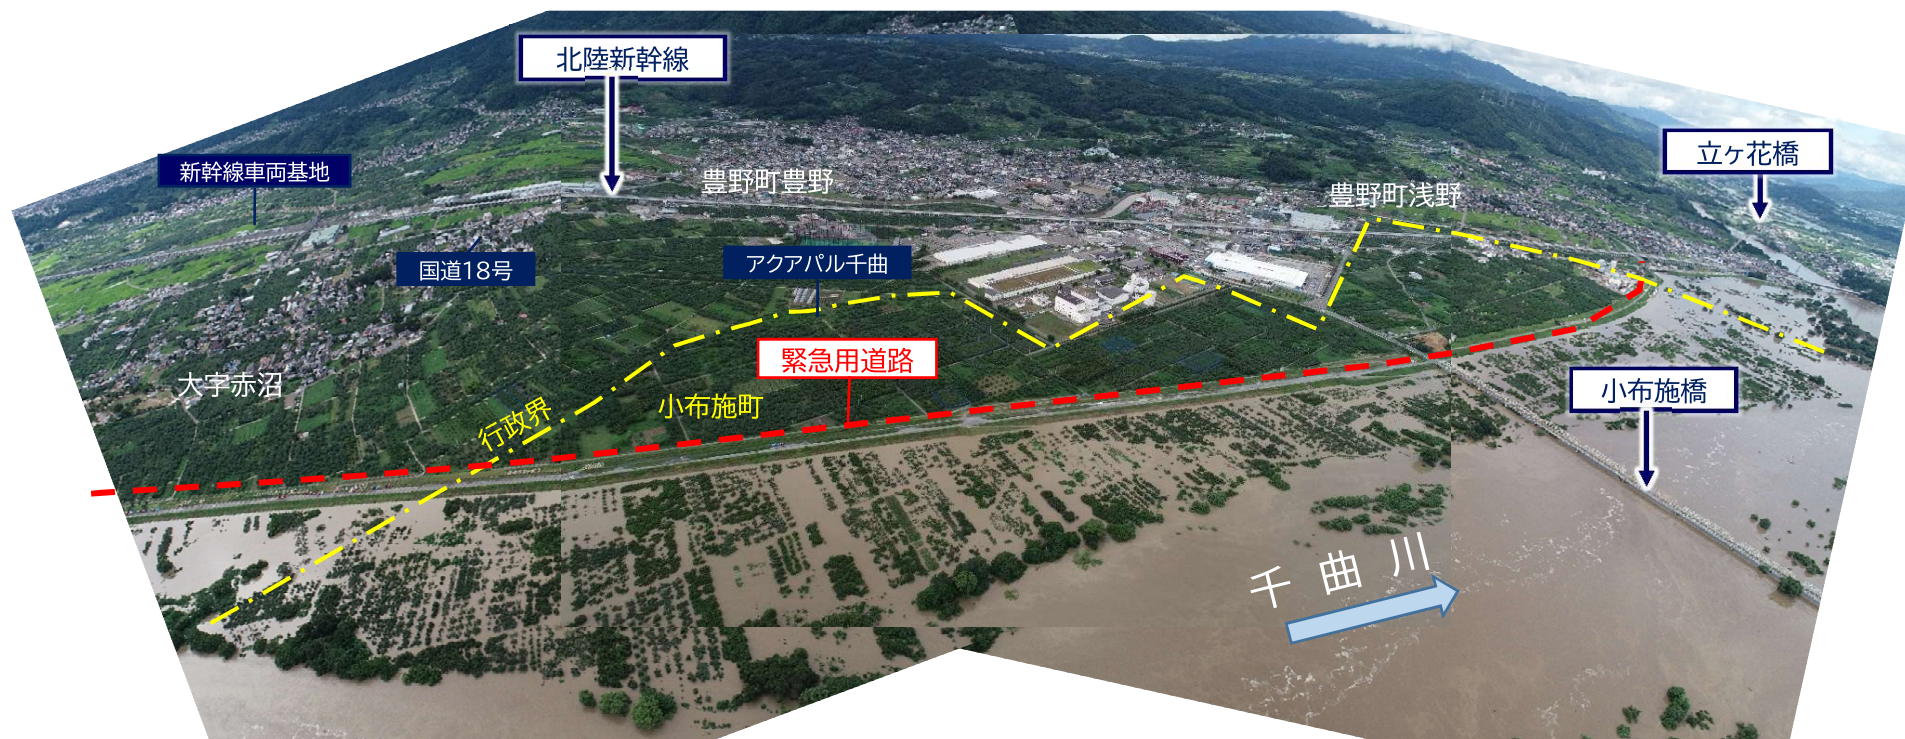 北陸新幹線
立ヶ花橋
新幹線車両基地
豊野町豊野
豊野町浅野
国道18号
アクアパル千曲
緊急用道路
大字赤沼
小布施町
行政界
小布施橋
千曲川